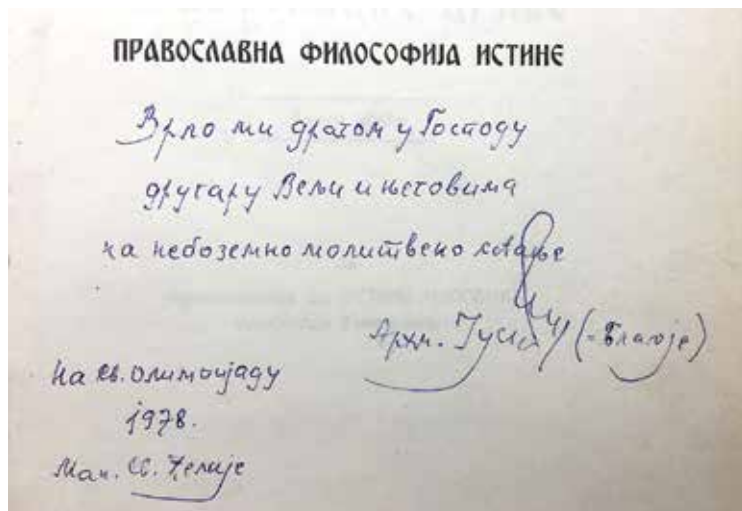 ПРАВОСЛАВНА ФИЛОСОФИЈА ИСТИНЕ
Врло ми драгом у Господу
другару Вељи и његовима
на небоземно молитвено сећање
Архм. Јустин (= Благоје)
На св. Олимпијаду
1978.
Ман. Св. Ћелије